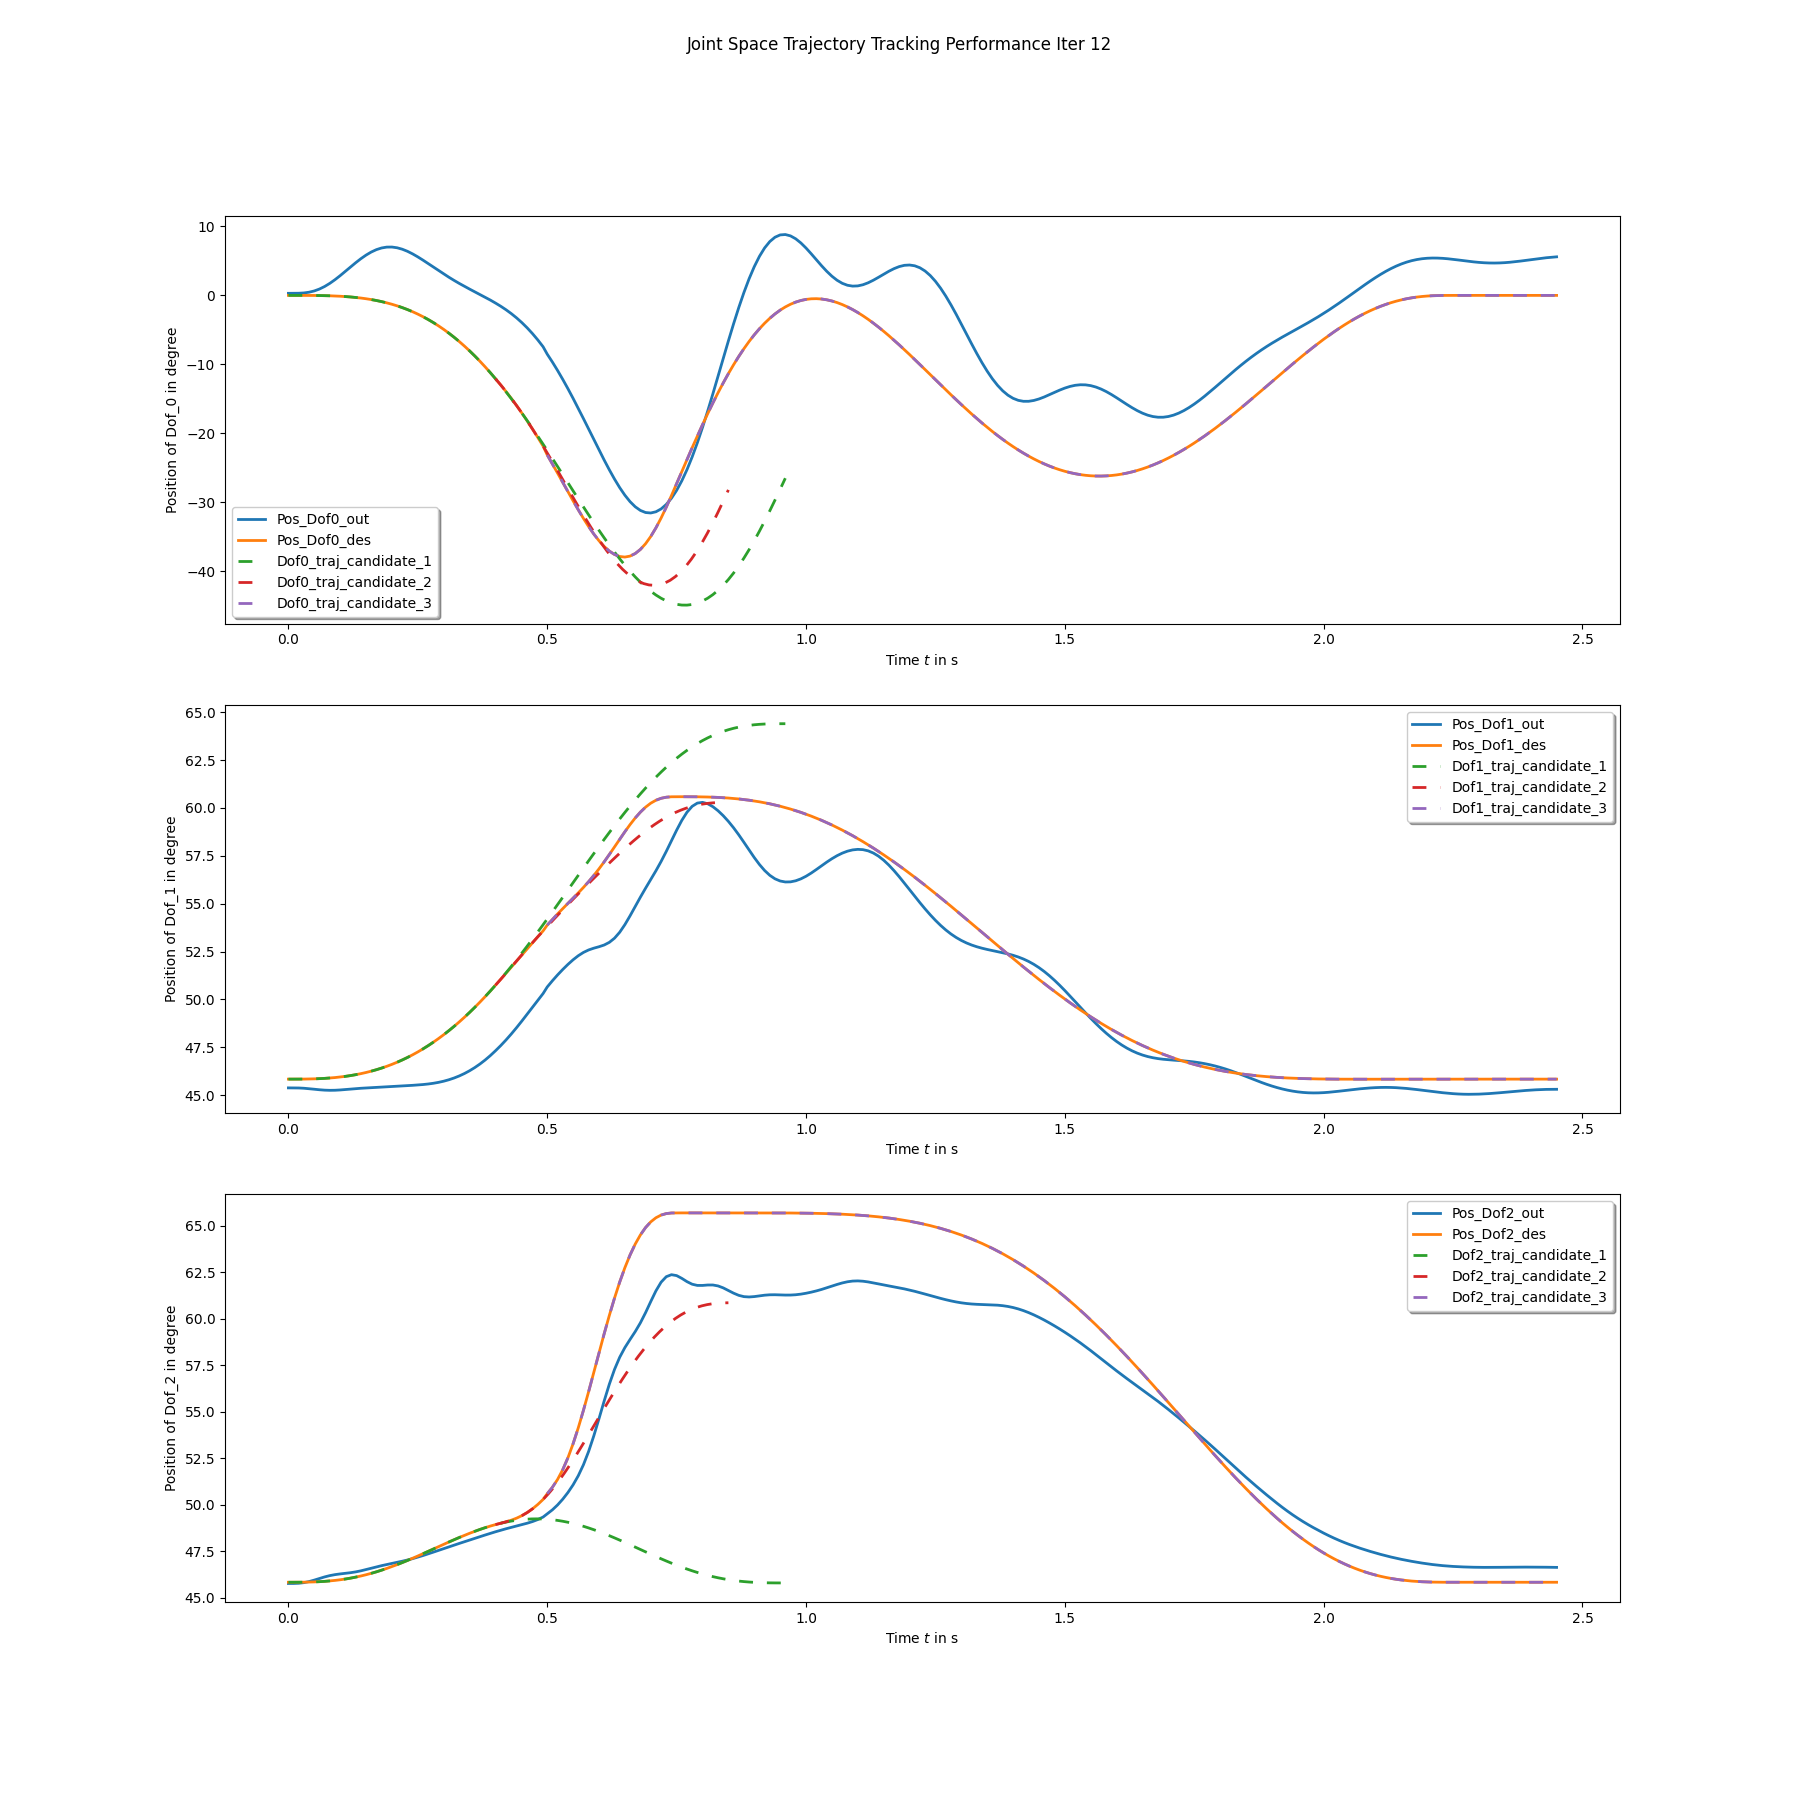 Joint Space Trajectory Tracking Performance Iter 12
10
0
−10
−20
−30
−40
Position of Dof_0 in degree
Pos_Dof0_out
Pos_Dof0_des
Dof0_traj_candidate_1
Dof0_traj_candidate_2
Dof0_traj_candidate_3
0.0 0.5 1.0 1.5 2.0 2.5
Time t in s
65.0
62.5
60.0
57.5
55.0
52.5
50.0
47.5
45.0
Position of Dof_1 in degree
Pos_Dof1_out
Pos_Dof1_des
Dof1_traj_candidate_1
Dof1_traj_candidate_2
Dof1_traj_candidate_3
0.0 0.5 1.0 1.5 2.0 2.5
Time t in s
65.0
62.5
60.0
57.5
55.0
52.5
50.0
47.5
45.0
Position of Dof_2 in degree
Pos_Dof2_out
Pos_Dof2_des
Dof2_traj_candidate_1
Dof2_traj_candidate_2
Dof2_traj_candidate_3
0.0 0.5 1.0 1.5 2.0 2.5
Time t in s